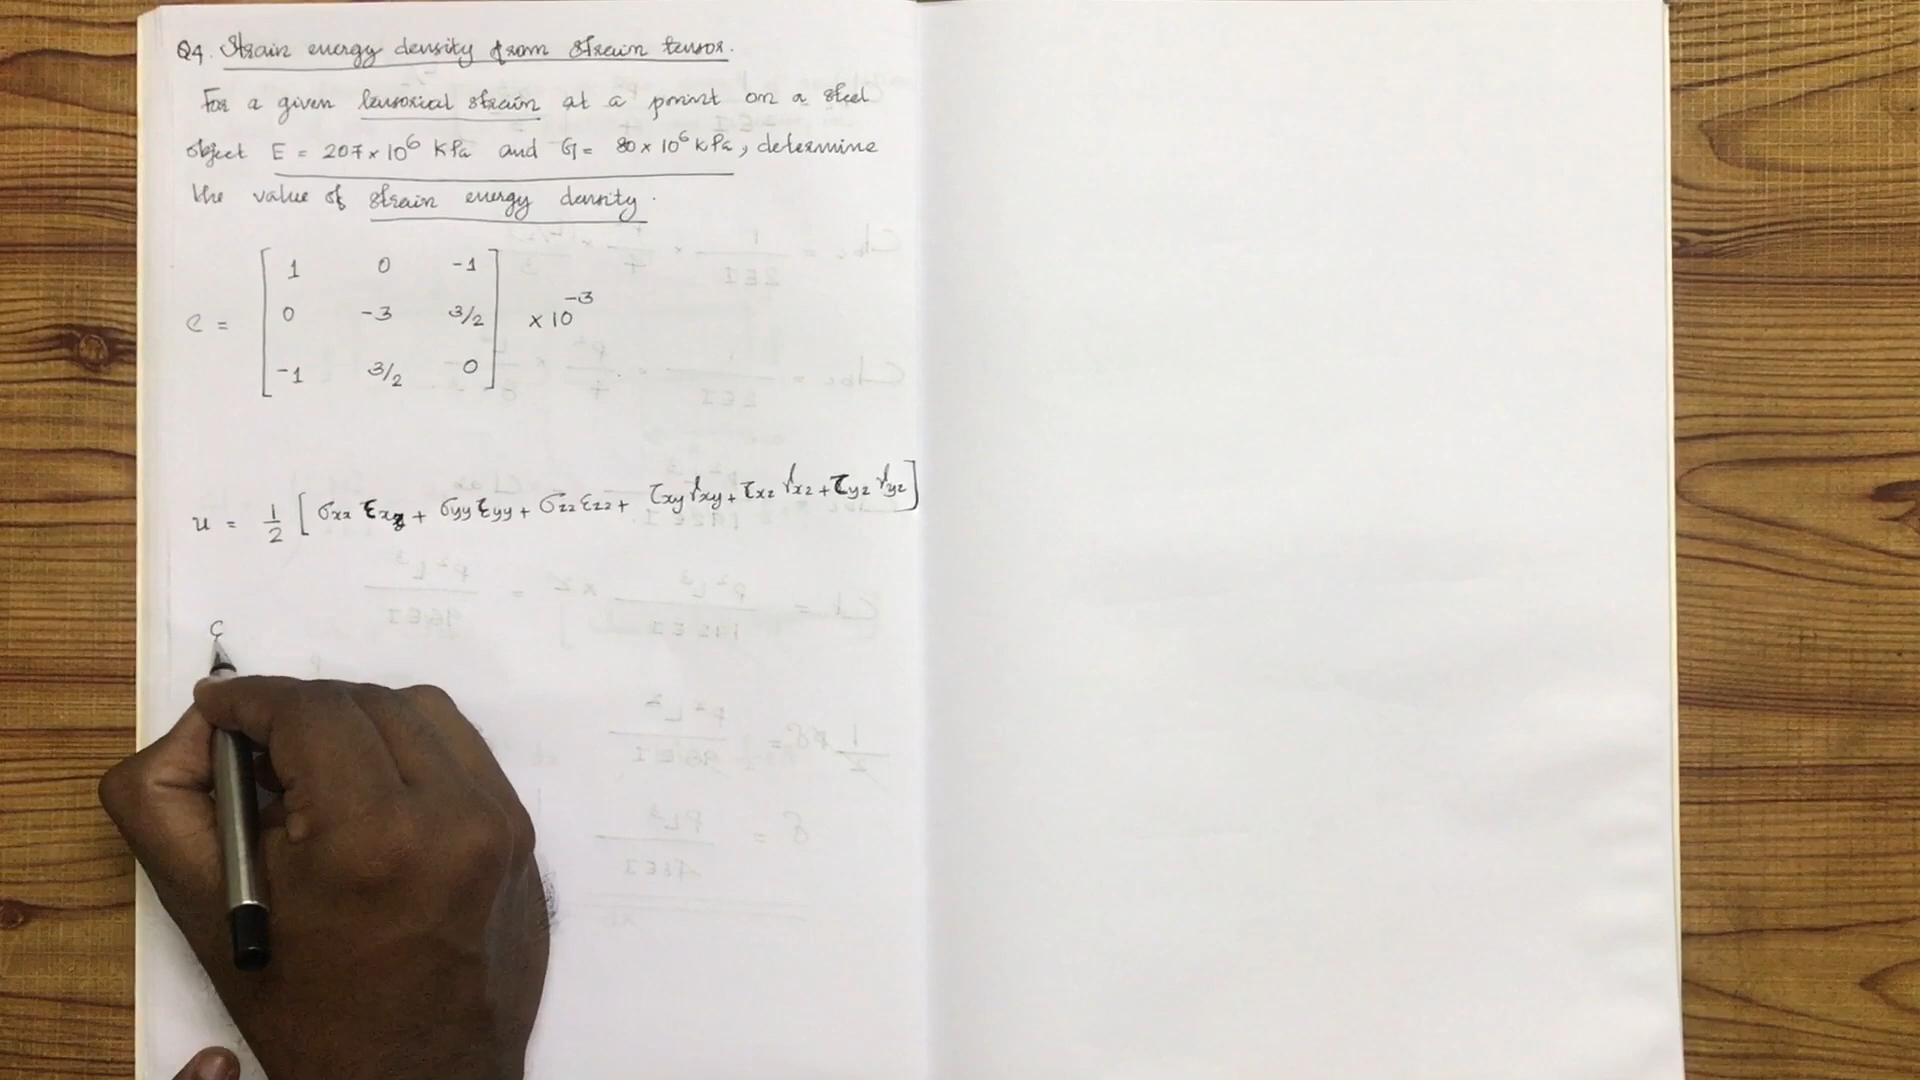 Q4. Strain energy density from strain tensor.
For a given tensorial strain at a point on a steel
object E = 207 × 10⁶ kPa and G = 80 × 10⁶ kPa, determine
the value of strain energy density.
e = [ 1 0 -1
0 -3 3/2
-1 3/2 0 ] × 10⁻³
u = 1/2 [ σxx εxx + σyy εyy + σzz εzz + τxy γxy + τxz γxz + τyz γyz ]